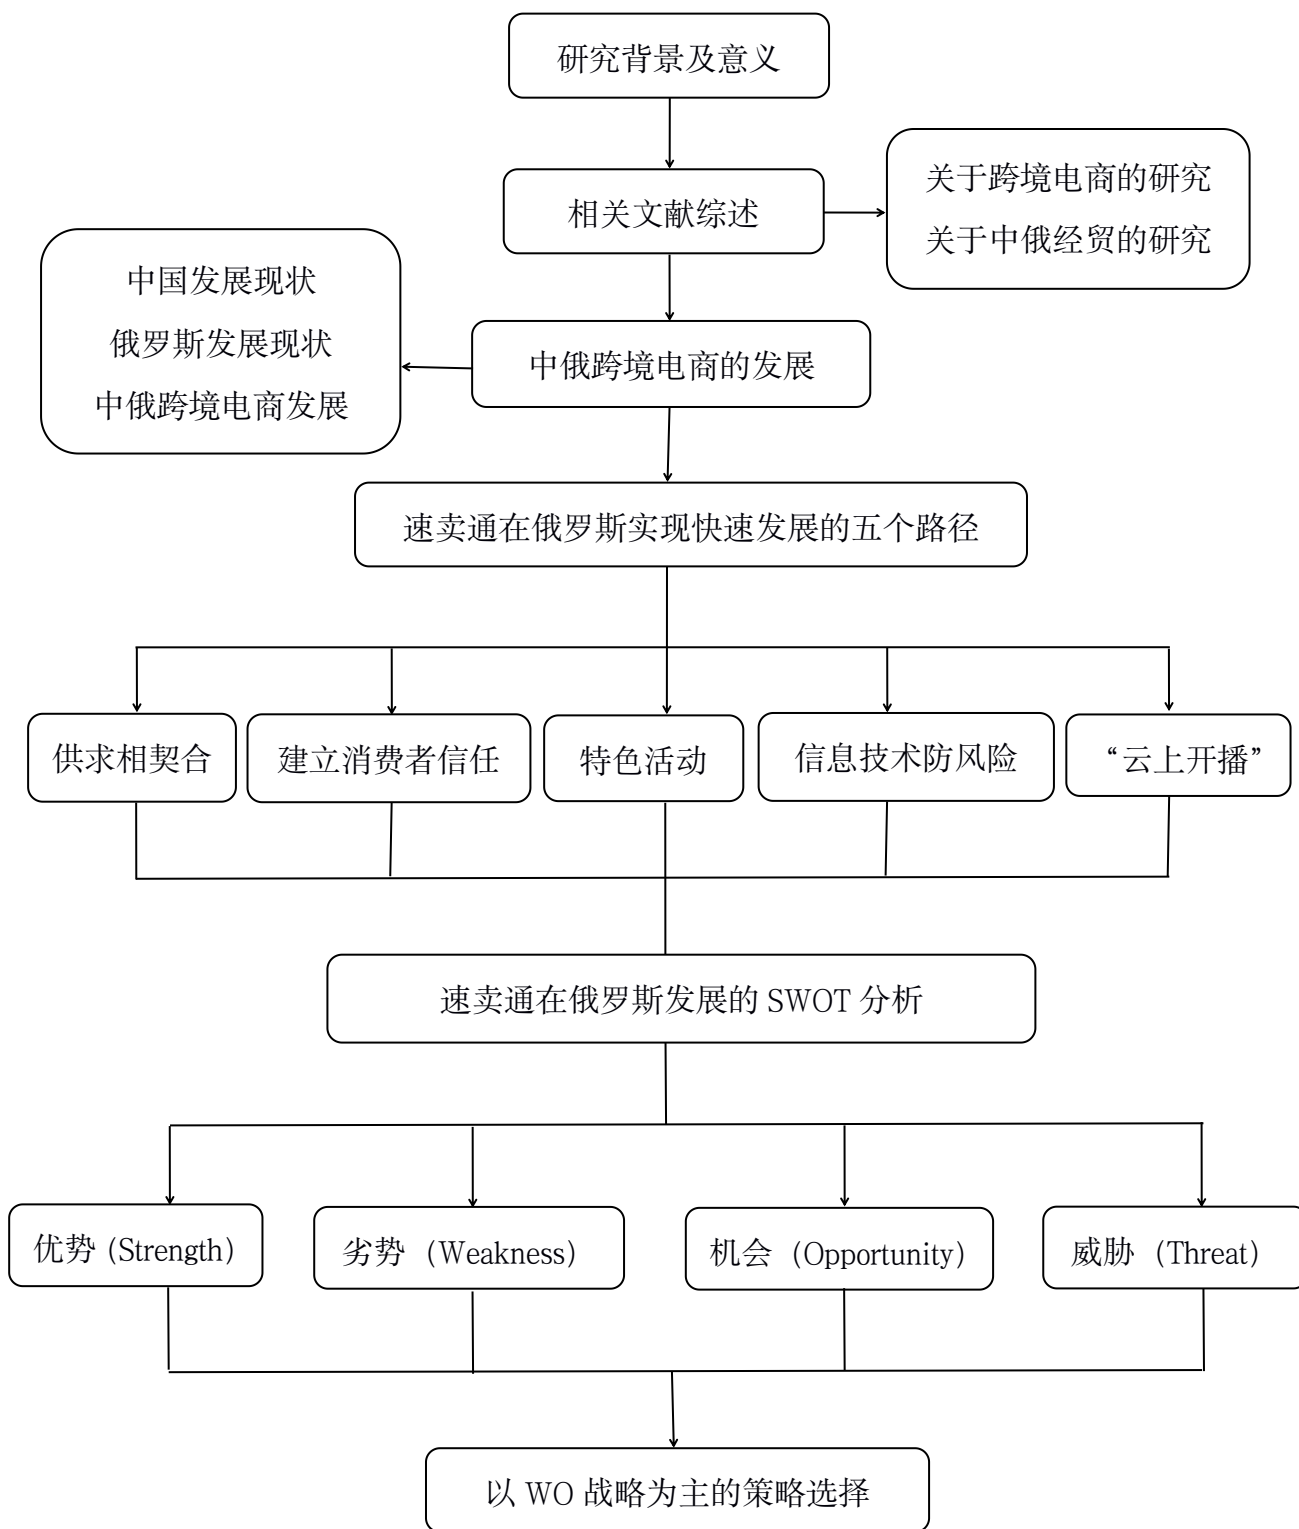 研究背景及意义
相关文献综述
关于跨境电商的研究
关于中俄经贸的研究
中国发展现状
俄罗斯发展现状
中俄跨境电商发展
中俄跨境电商的发展
速卖通在俄罗斯实现快速发展的五个路径
供求相契合
建立消费者信任
特色活动
信息技术防风险
“云上开播”
速卖通在俄罗斯发展的 SWOT 分析
优势 (Strength)
劣势（Weakness）
机会（Opportunity）
威胁（Threat）
以 WO 战略为主的策略选择